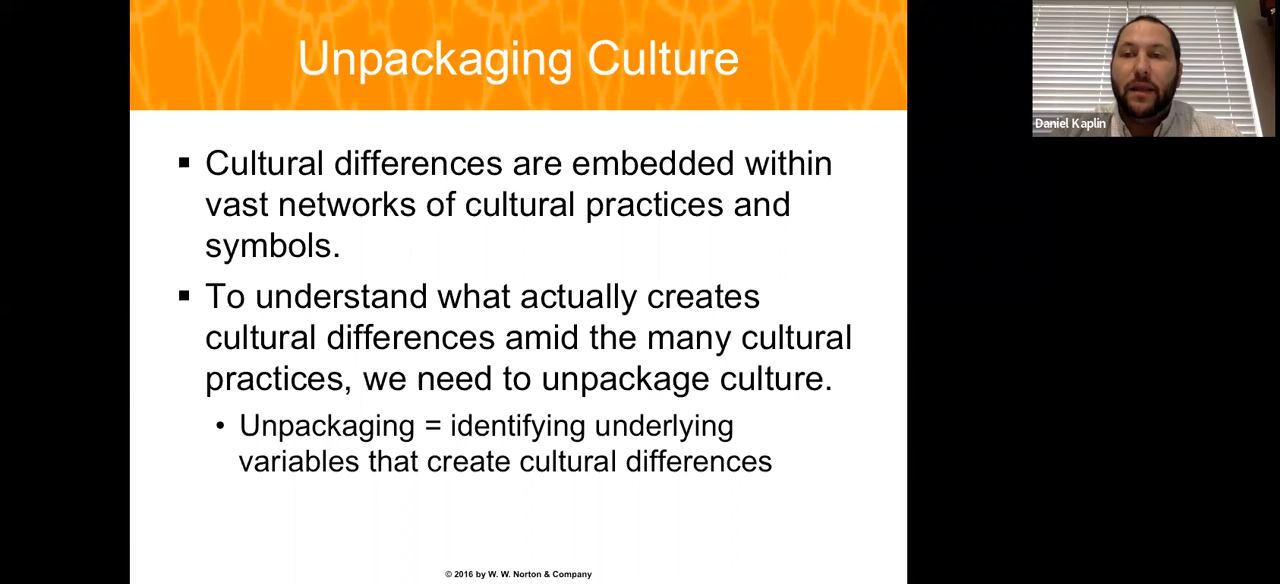 Unpackaging Culture
▪ Cultural differences are embedded within
vast networks of cultural practices and
symbols.
▪ To understand what actually creates
cultural differences amid the many cultural
practices, we need to unpackage culture.
• Unpackaging = identifying underlying
variables that create cultural differences
© 2016 by W. W. Norton & Company
Daniel Kaplin